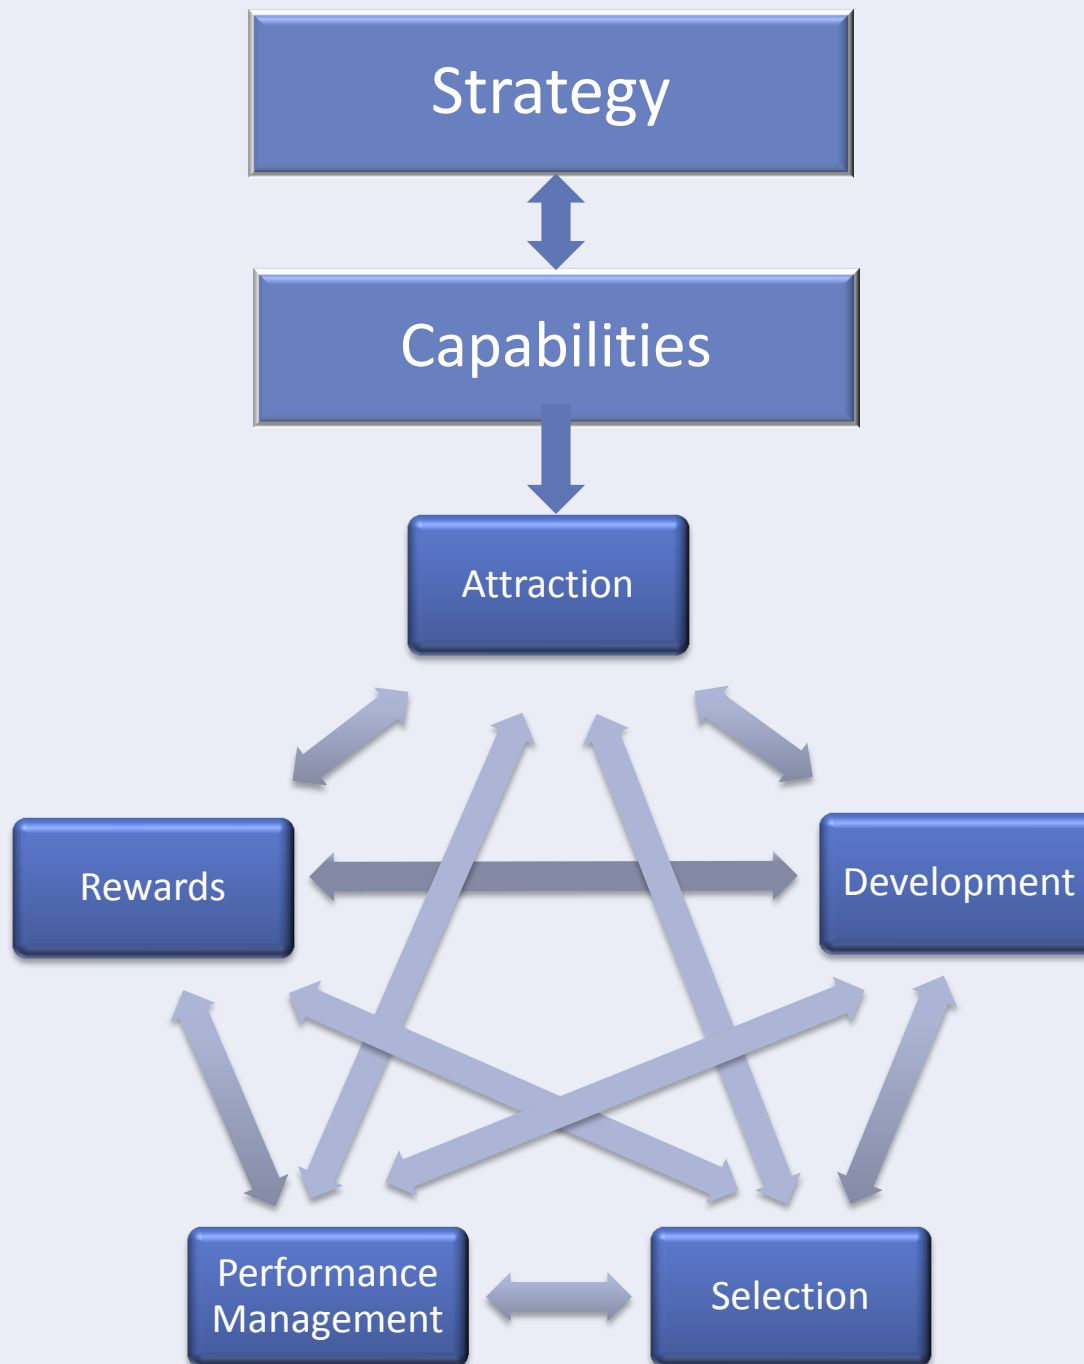 Strategy
Capabilities
Attraction
Rewards
Development
Performance
Management
Selection